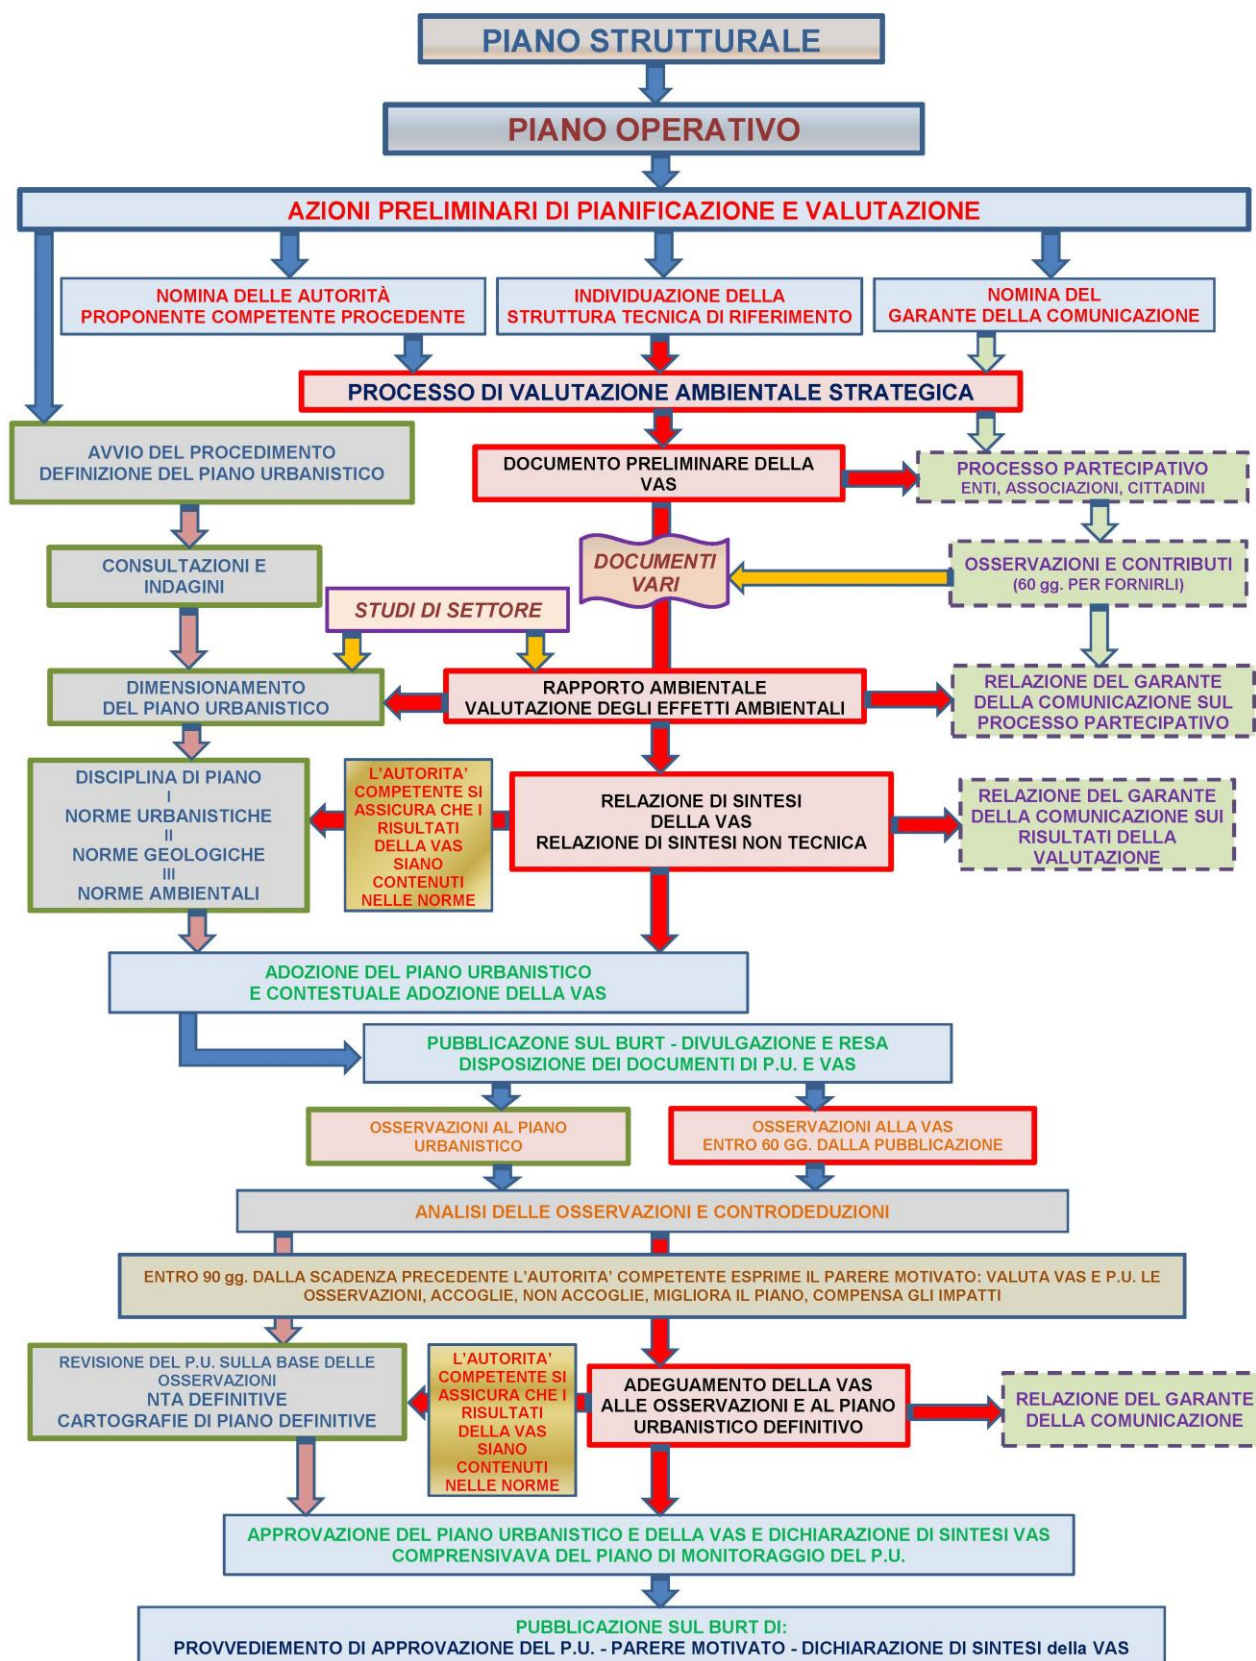 PIANO STRUTTURALE
PIANO OPERATIVO
AZIONI PRELIMINARI DI PIANIFICAZIONE E VALUTAZIONE
NOMINA DELLE AUTORITÀ
PROPONENTE COMPETENTE PROCEDENTE
INDIVIDUAZIONE DELLA
STRUTTURA TECNICA DI RIFERIMENTO
NOMINA DEL
GARANTE DELLA COMUNICAZIONE
PROCESSO DI VALUTAZIONE AMBIENTALE STRATEGICA
AVVIO DEL PROCEDIMENTO
DEFINIZIONE DEL PIANO URBANISTICO
DOCUMENTO PRELIMINARE DELLA
VAS
PROCESSO PARTECIPATIVO
ENTI, ASSOCIAZIONI, CITTADINI
CONSULTAZIONI E
INDAGINI
DOCUMENTI
VARI
OSSERVAZIONI E CONTRIBUTI
(60 gg. PER FORNIRLI)
STUDI DI SETTORE
DIMENSIONAMENTO
DEL PIANO URBANISTICO
RAPPORTO AMBIENTALE
VALUTAZIONE DEGLI EFFETTI AMBIENTALI
RELAZIONE DEL GARANTE
DELLA COMUNICAZIONE SUL
PROCESSO PARTECIPATIVO
DISCIPLINA DI PIANO
I
NORME URBANISTICHE
II
NORME GEOLOGICHE
III
NORME AMBIENTALI
L'AUTORITA'
COMPETENTE SI
ASSICURA CHE I
RISULTATI
DELLA VAS
SIANO
CONTENUTI
NELLE NORME
RELAZIONE DI SINTESI
DELLA VAS
RELAZIONE DI SINTESI NON TECNICA
RELAZIONE DEL GARANTE
DELLA COMUNICAZIONE SUI
RISULTATI DELLA
VALUTAZIONE
ADOZIONE DEL PIANO URBANISTICO
E CONTESTUALE ADOZIONE DELLA VAS
PUBBLICAZONE SUL BURT - DIVULGAZIONE E RESA
DISPOSIZIONE DEI DOCUMENTI DI P.U. E VAS
OSSERVAZIONI AL PIANO
URBANISTICO
OSSERVAZIONI ALLA VAS
ENTRO 60 GG. DALLA PUBBLICAZIONE
ANALISI DELLE OSSERVAZIONI E CONTRODEDUZIONI
ENTRO 90 gg. DALLA SCADENZA PRECEDENTE L'AUTORITA' COMPETENTE ESPRIME IL PARERE MOTIVATO: VALUTA VAS E P.U. LE
OSSERVAZIONI, ACCOGLIE, NON ACCOGLIE, MIGLIORA IL PIANO, COMPENSA GLI IMPATTI
REVISIONE DEL P.U. SULLA BASE DELLE
OSSERVAZIONI
NTA DEFINITIVE
CARTOGRAFIE DI PIANO DEFINITIVE
L'AUTORITA'
COMPETENTE SI
ASSICURA CHE I
RISULTATI
DELLA VAS
SIANO
CONTENUTI
NELLE NORME
ADEGUAMENTO DELLA VAS
ALLE OSSERVAZIONI E AL PIANO
URBANISTICO DEFINITIVO
RELAZIONE DEL GARANTE
DELLA COMUNICAZIONE
APPROVAZIONE DEL PIANO URBANISTICO E DELLA VAS E DICHIARAZIONE DI SINTESI VAS
COMPRENSIVAVA DEL PIANO DI MONITORAGGIO DEL P.U.
PUBBLICAZIONE SUL BURT DI:
PROVVEDIEMENTO DI APPROVAZIONE DEL P.U. - PARERE MOTIVATO - DICHIARAZIONE DI SINTESI della VAS